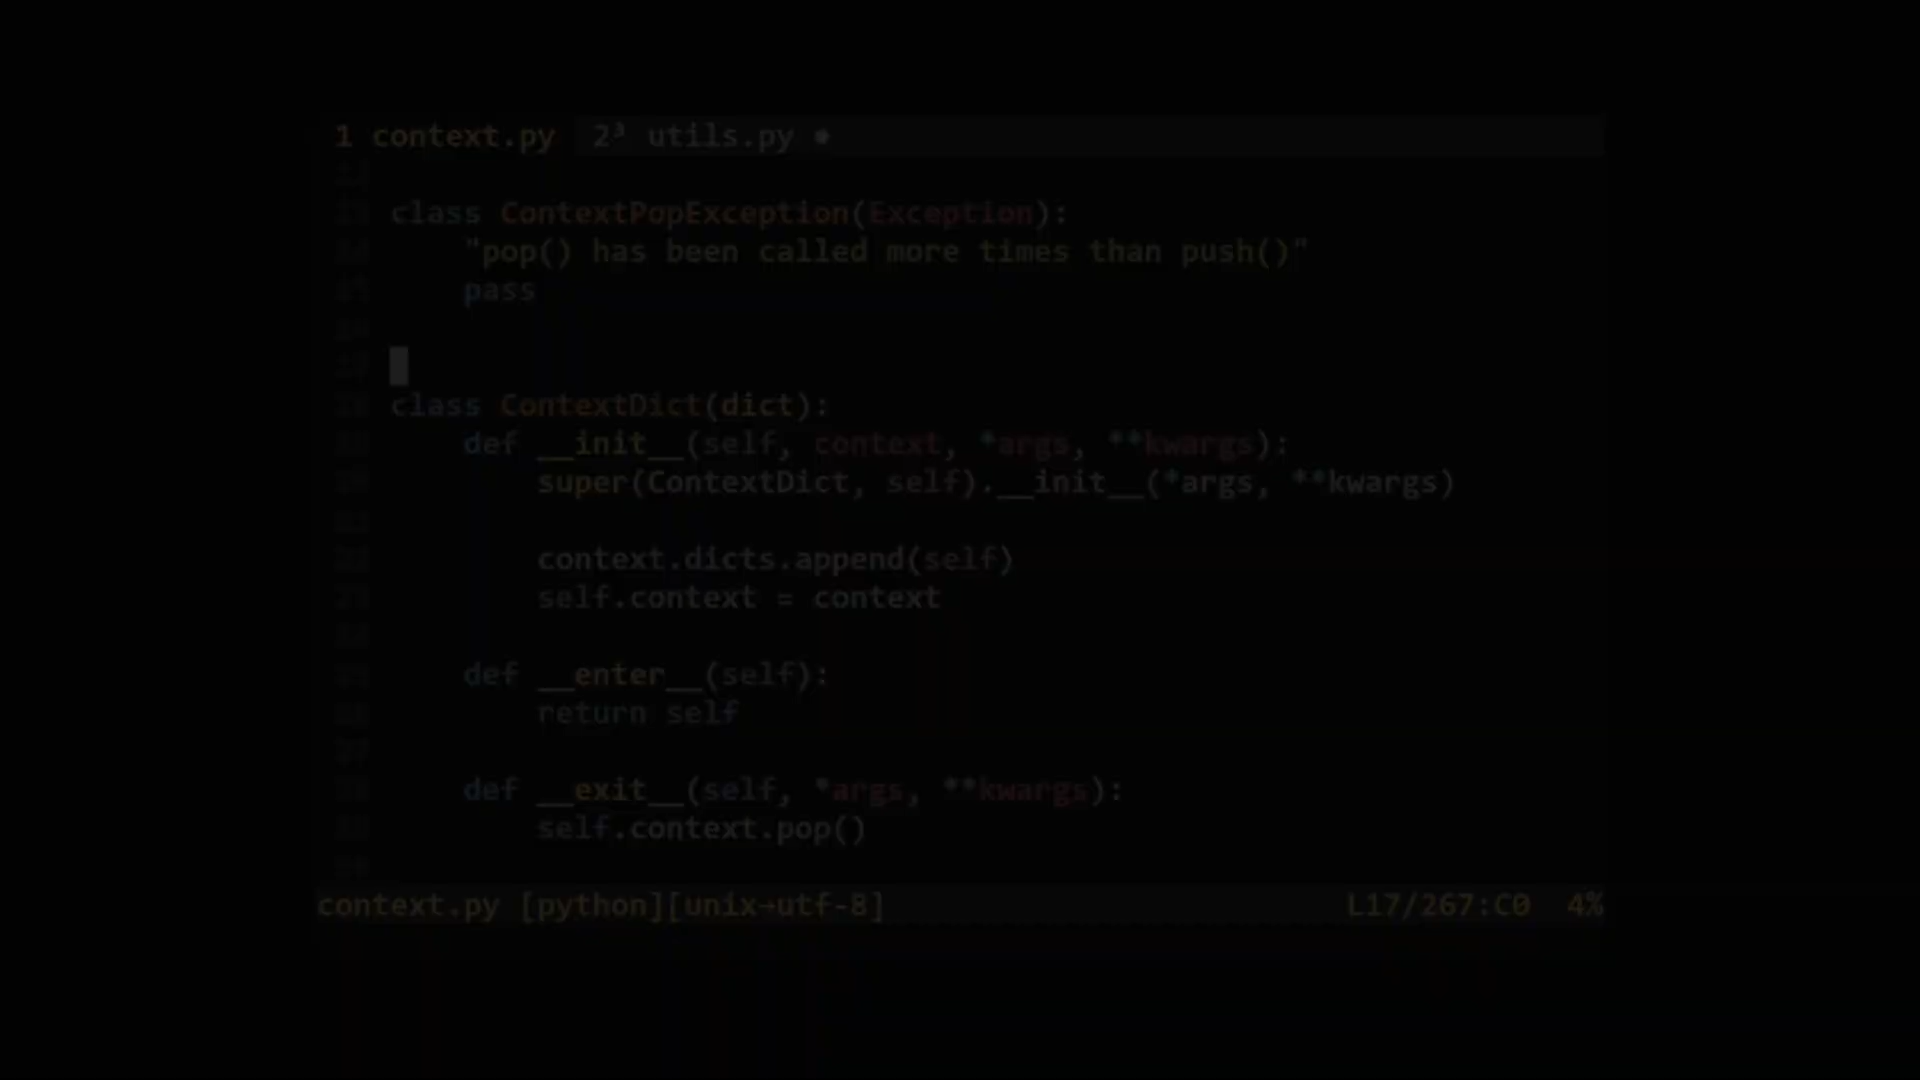 1 context.py  2³ utils.py ●
class ContextPopException(Exception):
    "pop() has been called more times than push()"
    pass
class ContextDict(dict):
    def __init__(self, context, *args, **kwargs):
        super(ContextDict, self).__init__(*args, **kwargs)
        context.dicts.append(self)
        self.context = context
    def __enter__(self):
        return self
    def __exit__(self, *args, **kwargs):
        self.context.pop()
context.py [python][unix→utf-8] L17/267:C0  4%